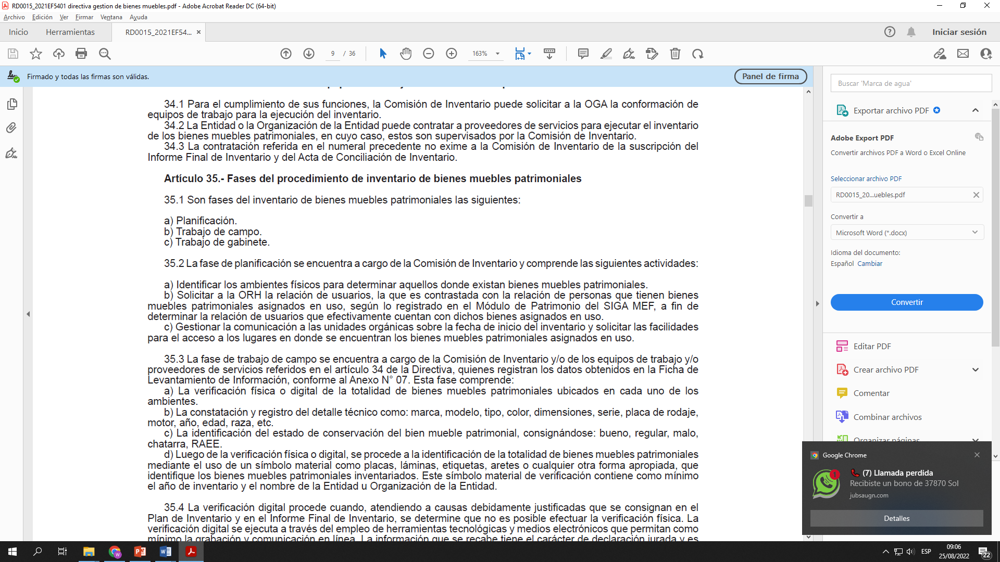 RD0015_2021EF5401 directiva gestion de bienes muebles.pdf - Adobe Acrobat Reader DC (64-bit)
Archivo Edición Ver Firmar Ventana Ayuda
Inicio Herramientas RD0015_2021EF54... Iniciar sesión
9 / 36 163%
Firmado y todas las firmas son válidas. Panel de firma
34.1 Para el cumplimiento de sus funciones, la Comisión de Inventario puede solicitar a la OGA la conformación de
equipos de trabajo para la ejecución del inventario.
34.2 La Entidad o la Organización de la Entidad puede contratar a proveedores de servicios para ejecutar el inventario
de los bienes muebles patrimoniales, en cuyo caso, estos son supervisados por la Comisión de Inventario.
34.3 La contratación referida en el numeral precedente no exime a la Comisión de Inventario de la suscripción del
Informe Final de Inventario y del Acta de Conciliación de Inventario.
Artículo 35.- Fases del procedimiento de inventario de bienes muebles patrimoniales
35.1 Son fases del inventario de bienes muebles patrimoniales las siguientes:
a) Planificación.
b) Trabajo de campo.
c) Trabajo de gabinete.
35.2 La fase de planificación se encuentra a cargo de la Comisión de Inventario y comprende las siguientes actividades:
a) Identificar los ambientes físicos para determinar aquellos donde existan bienes muebles patrimoniales.
b) Solicitar a la ORH la relación de usuarios, la que es contrastada con la relación de personas que tienen bienes
muebles patrimoniales asignados en uso, según lo registrado en el Módulo de Patrimonio del SIGA MEF, a fin de
determinar la relación de usuarios que efectivamente cuentan con dichos bienes asignados en uso.
c) Gestionar la comunicación a las unidades orgánicas sobre la fecha de inicio del inventario y solicitar las facilidades
para el acceso a los lugares en donde se encuentran los bienes muebles patrimoniales asignados en uso.
35.3 La fase de trabajo de campo se encuentra a cargo de la Comisión de Inventario y/o de los equipos de trabajo y/o
proveedores de servicios referidos en el artículo 34 de la Directiva, quienes registran los datos obtenidos en la Ficha de
Levantamiento de Información, conforme al Anexo N° 07. Esta fase comprende:
a) La verificación física o digital de la totalidad de bienes muebles patrimoniales ubicados en cada uno de los
ambientes.
b) La constatación y registro del detalle técnico como: marca, modelo, tipo, color, dimensiones, serie, placa de rodaje,
motor, año, edad, raza, etc.
c) La identificación del estado de conservación del bien mueble patrimonial, consignándose: bueno, regular, malo,
chatarra, RAEE.
d) Luego de la verificación física o digital, se procede a la identificación de la totalidad de bienes muebles patrimoniales
mediante el uso de un símbolo material como placas, láminas, etiquetas, aretes o cualquier otra forma apropiada, que
identifique los bienes muebles patrimoniales inventariados. Este símbolo material de verificación contiene como mínimo
el año de inventario y el nombre de la Entidad u Organización de la Entidad.
35.4 La verificación digital procede cuando, atendiendo a causas debidamente justificadas que se consignan en el
Plan de Inventario y en el Informe Final de Inventario, se determine que no es posible efectuar la verificación física. La
verificación digital se ejecuta a través del empleo de herramientas tecnológicas y medios electrónicos que permitan como
mínimo la grabación y comunicación en línea. La información que se recabe tiene el carácter de declaración jurada y es
Buscar 'Marca de agua'
Exportar archivo PDF
Adobe Export PDF
Convertir archivos PDF a Word o Excel Online
Seleccionar archivo PDF
RD0015_20...uebles.pdf
Convertir a
Microsoft Word (*.docx)
Idioma del documento:
Español Cambiar
Convertir
Editar PDF
Crear archivo PDF
Comentar
Combinar archivos
Organizar páginas
Google Chrome
1
(7) Llamada perdida
Recibiste un bono de 37870 Sol
jubsaugn.com
Detalles
ESP
09:06
25/08/2022
22